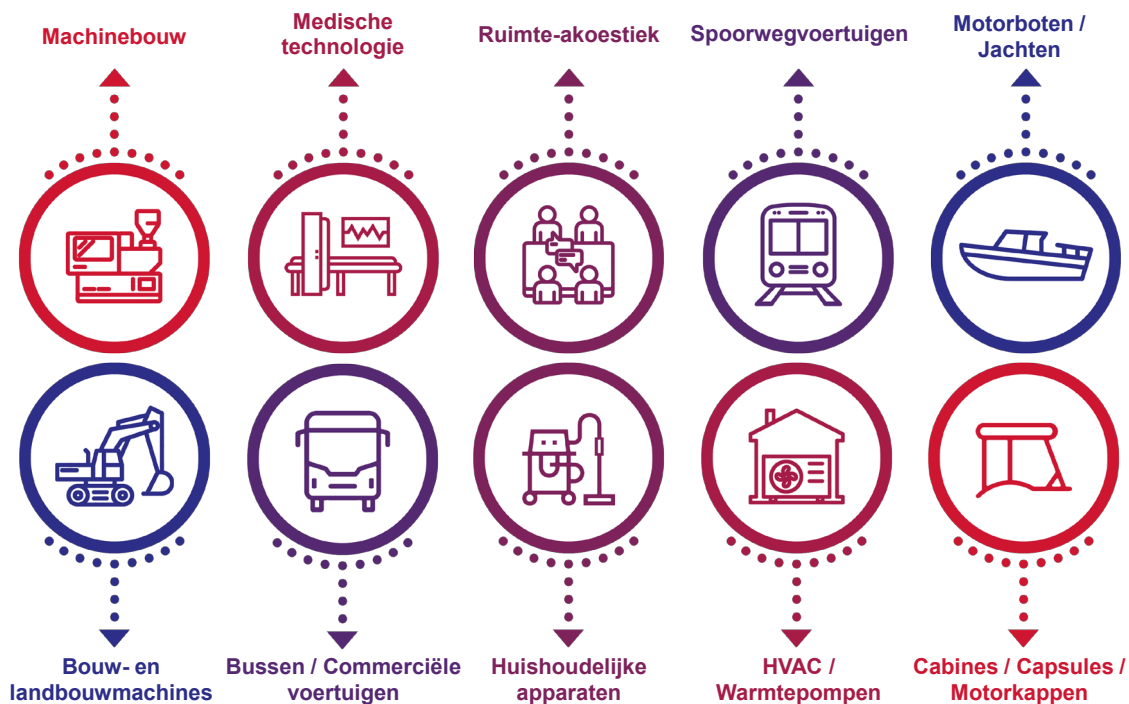 Machinebouw
Medische
technologie
Ruimte-akoestiek
Spoorwegvoertuigen
Motorboten /
Jachten
Bouw- en
landbouwmachines
Bussen / Commerciële
voertuigen
Huishoudelijke
apparaten
HVAC /
Warmtepompen
Cabines / Capsules /
Motorkappen